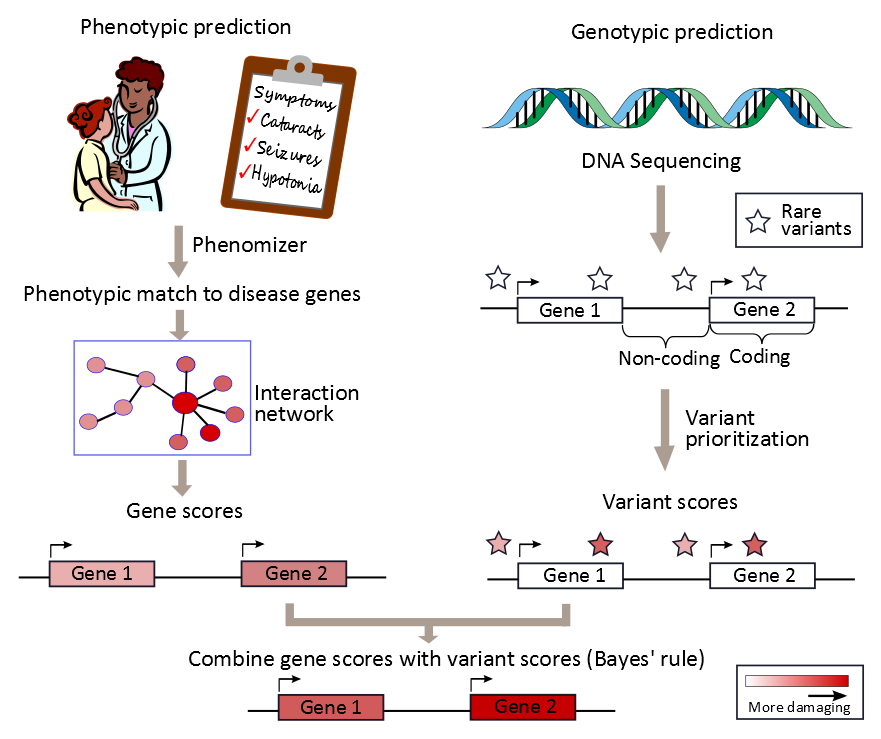 Phenotypic prediction
Symptoms
Cataracts
Seizures
Hypotonia
Phenomizer
Phenotypic match to disease genes
Interaction
network
Gene scores
Gene 1
Gene 2
Genotypic prediction
DNA Sequencing
Rare
variants
Gene 1
Gene 2
Non-coding
Coding
Variant
prioritization
Variant scores
Gene 1
Gene 2
Combine gene scores with variant scores (Bayes' rule)
Gene 1
Gene 2
More damaging